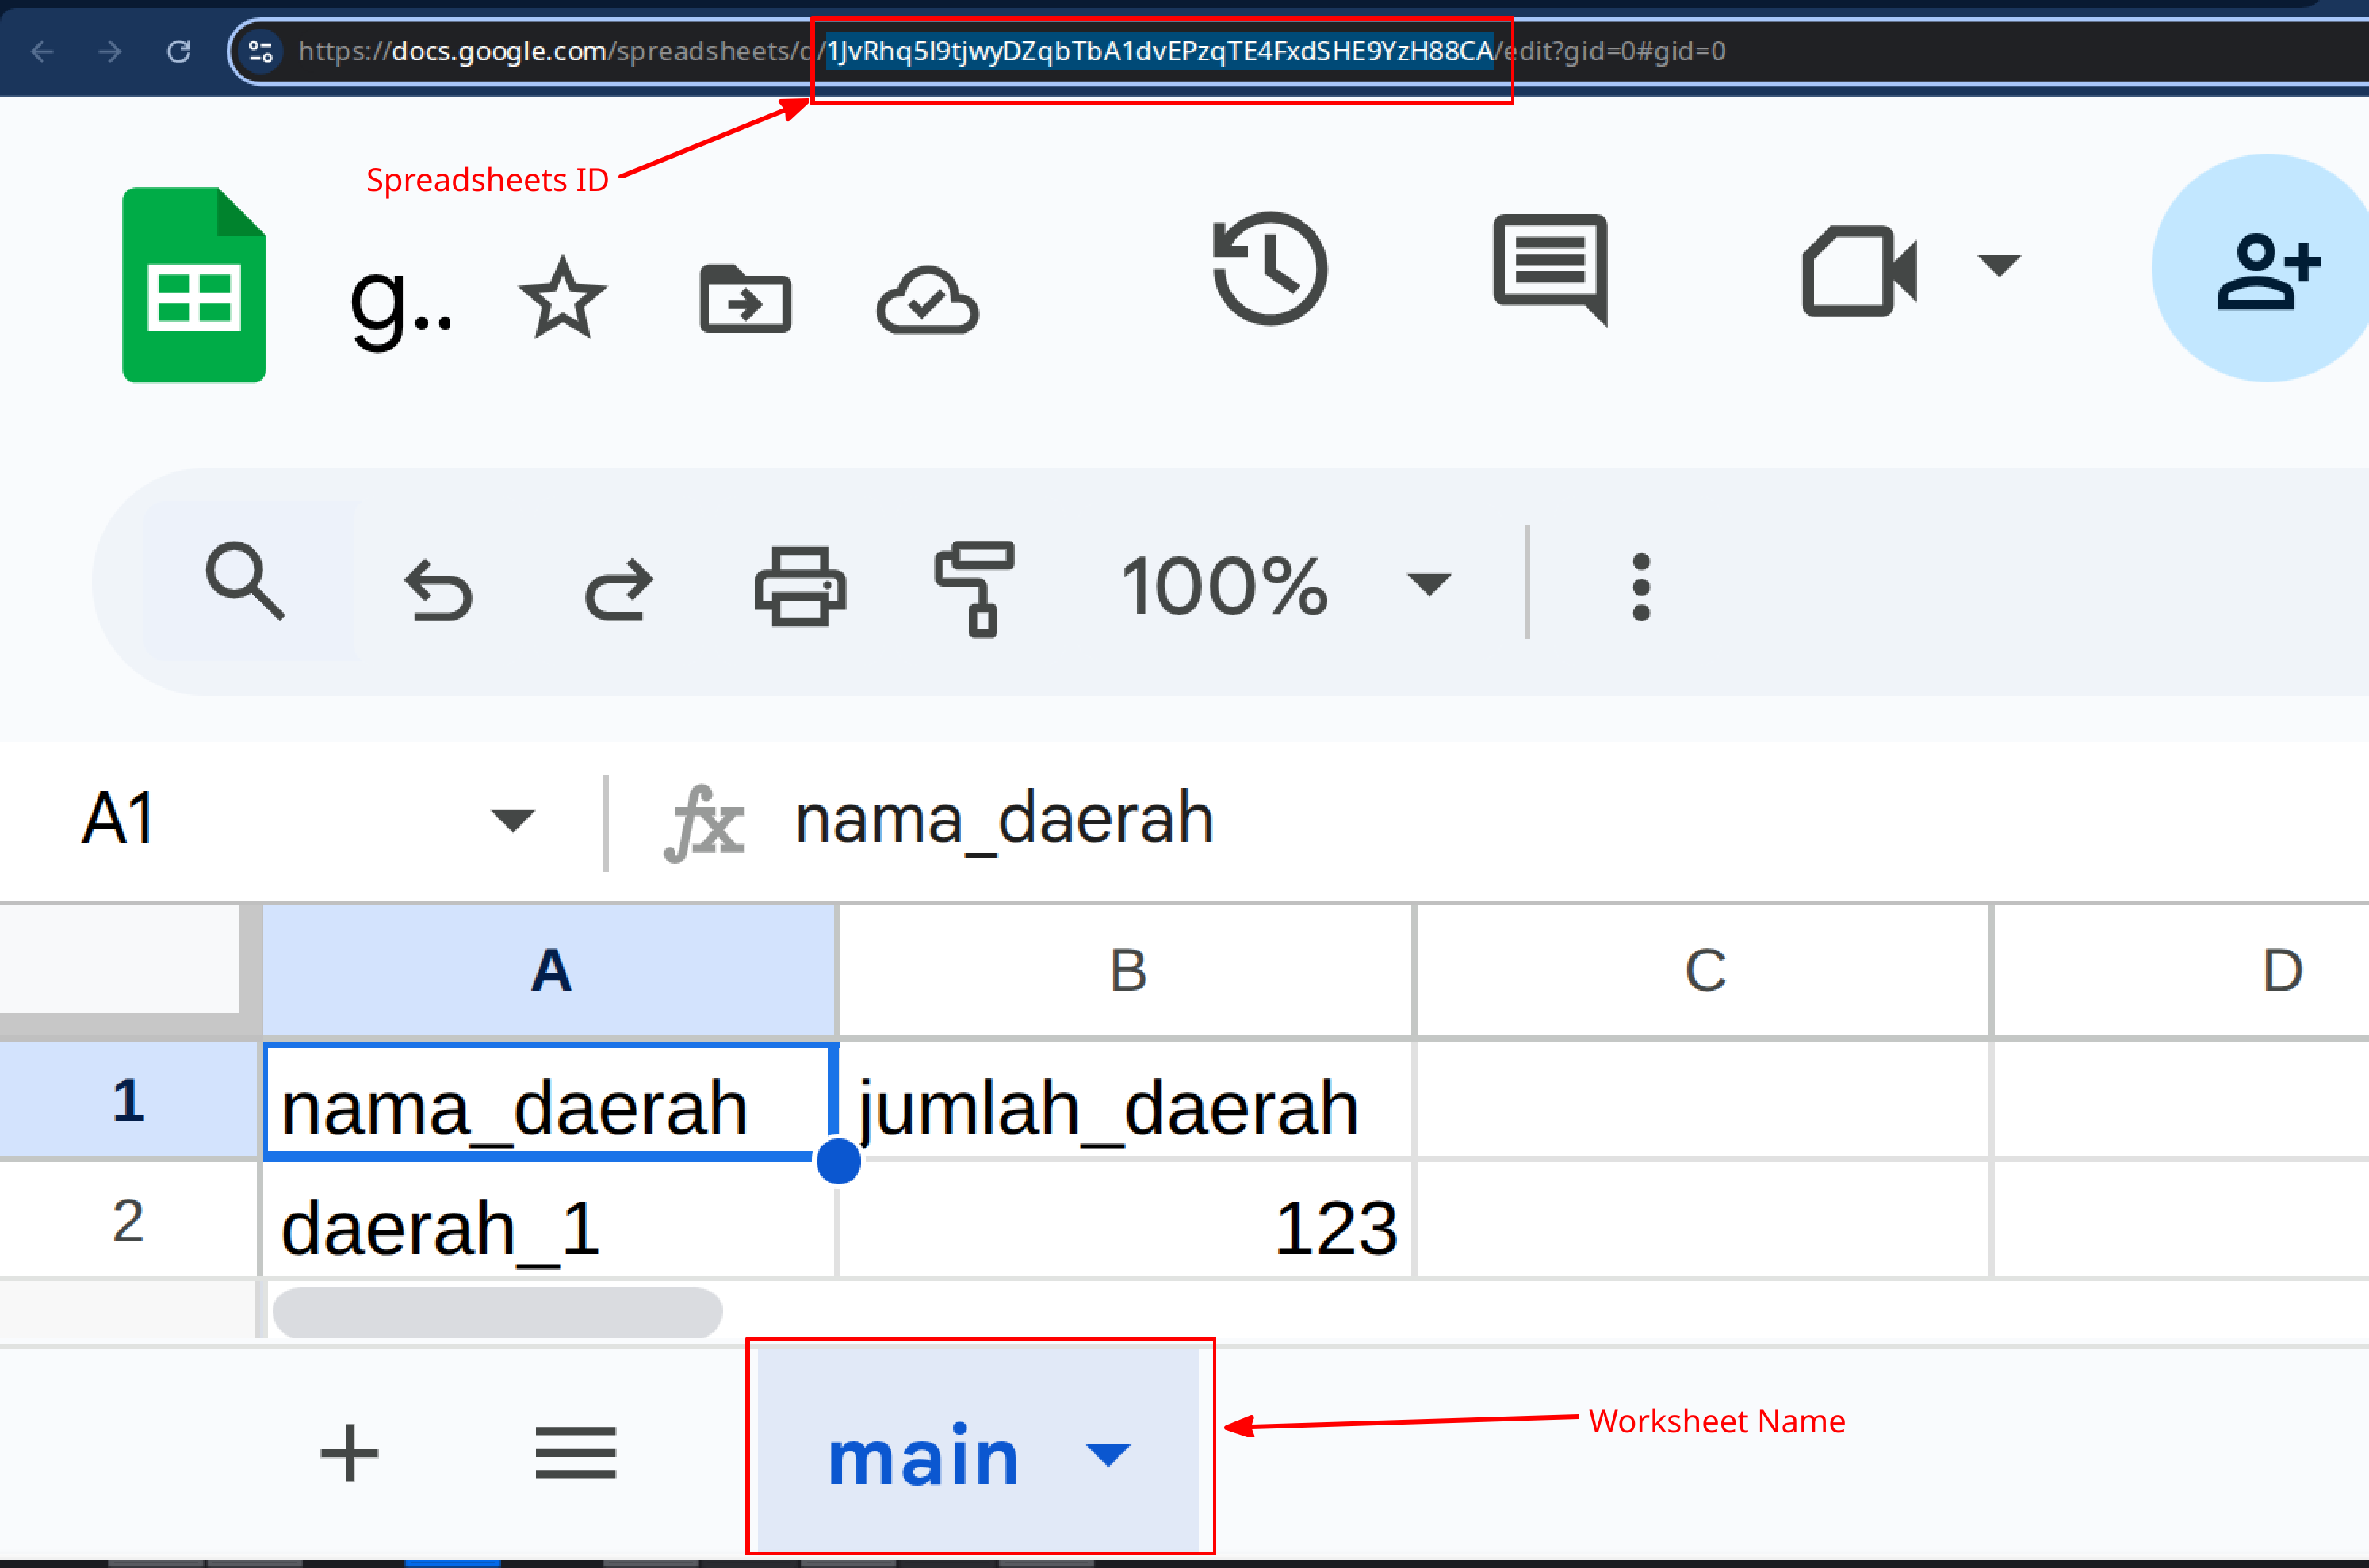 https://docs.google.com/spreadsheets/d/1JvRhq5I9tjwyDZqbTbA1dvEPzqTE4FxdSHE9YzH88CA/edit?gid=0#gid=0
Spreadsheets ID
g..
100%
A1 fx nama_daerah
A B C D
1 nama_daerah jumlah_daerah
2 daerah_1 123
main
Worksheet Name